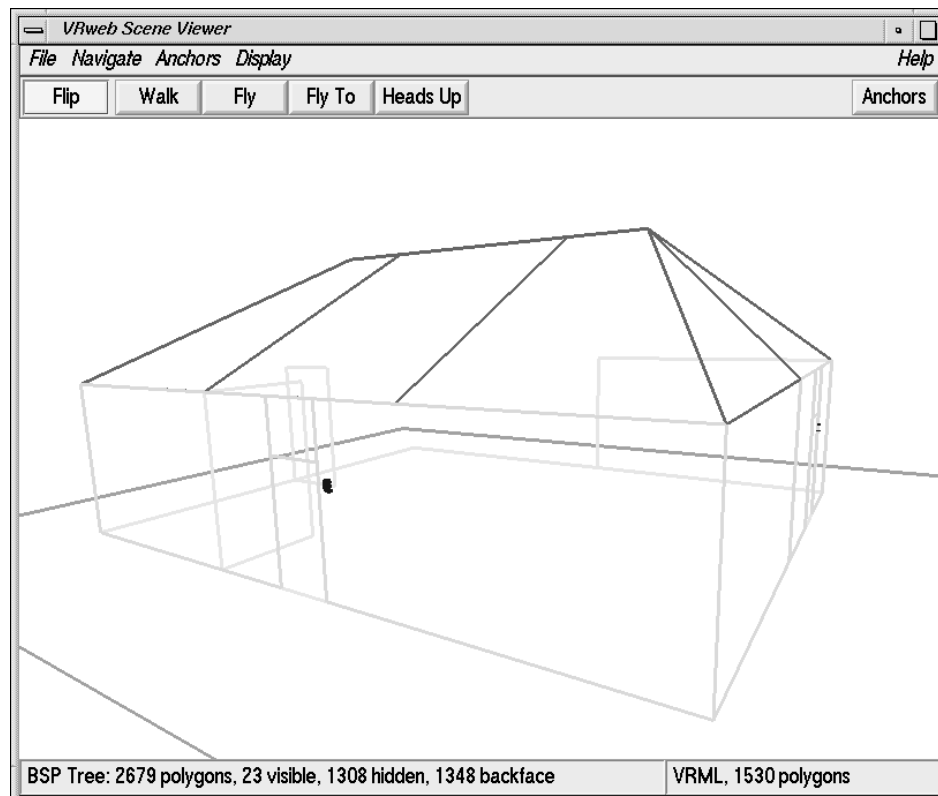 VRweb Scene Viewer
File Navigate Anchors Display Help
Flip Walk Fly Fly To Heads Up Anchors
BSP Tree: 2679 polygons, 23 visible, 1308 hidden, 1348 backface VRML, 1530 polygons